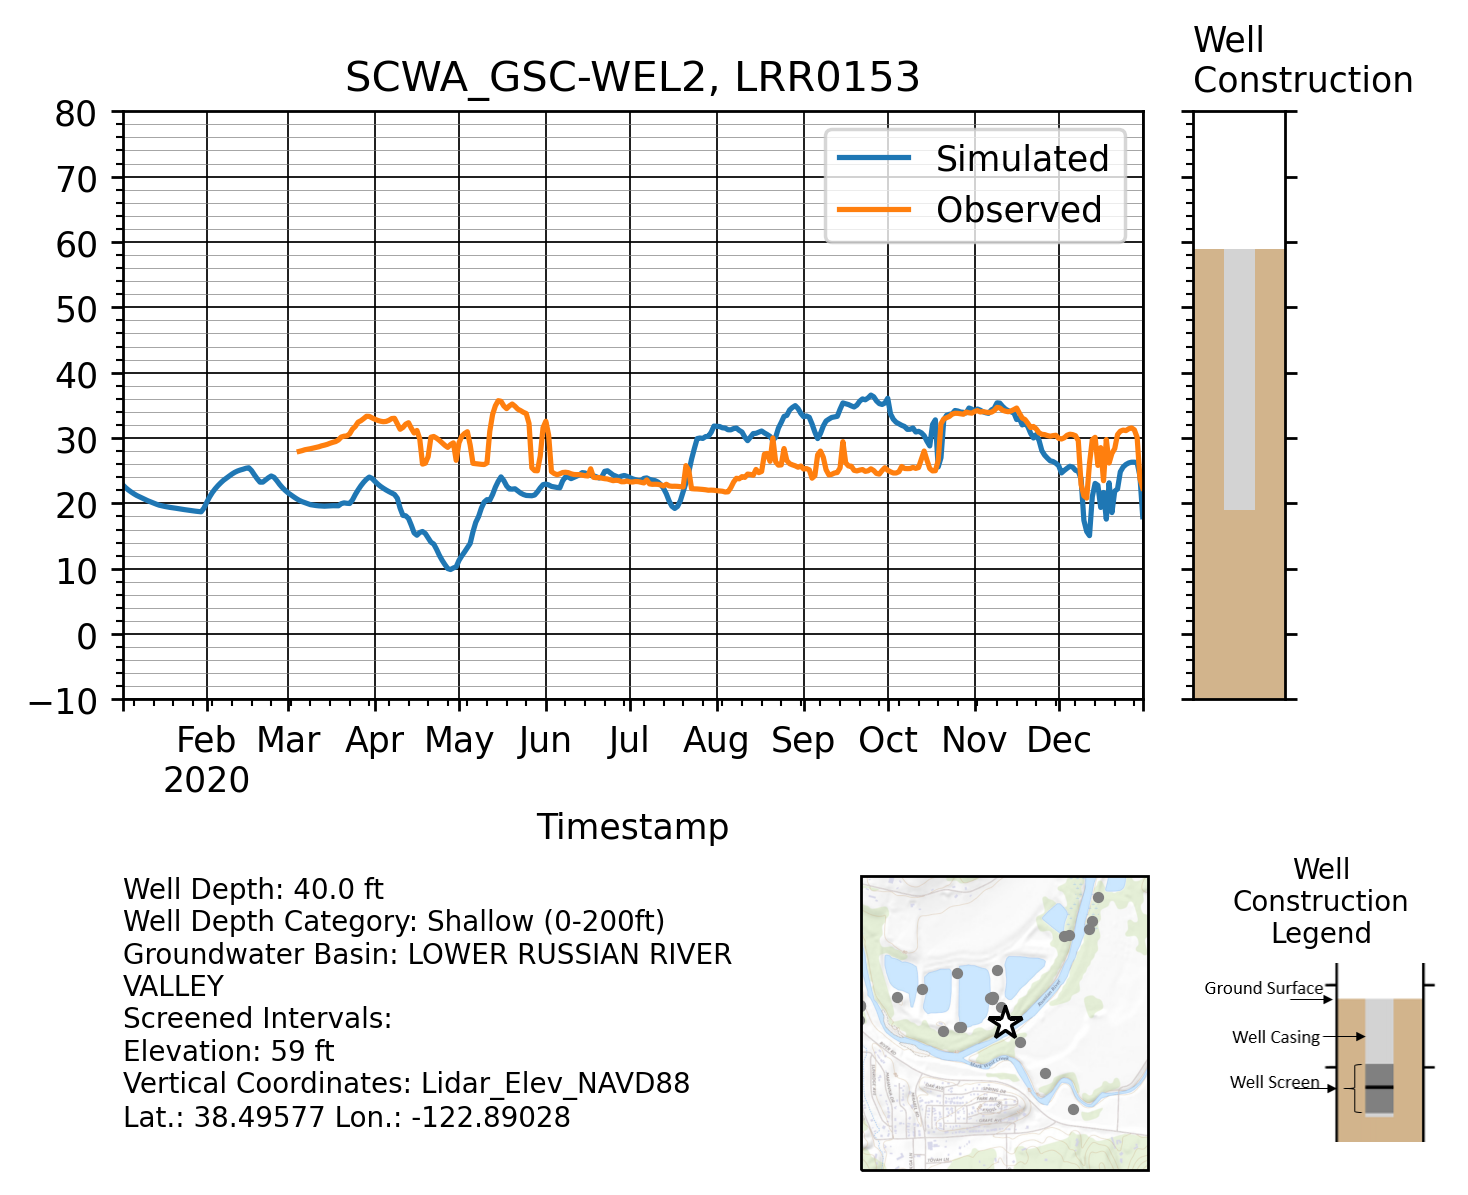 Well
Construction
SCWA_GSC-WEL2, LRR0153
80
70
60
50
40
30
20
10
0
−10
Simulated
Observed
Feb Mar Apr May Jun Jul Aug Sep Oct Nov Dec
2020
Timestamp
Well Depth: 40.0 ft
Well Depth Category: Shallow (0-200ft)
Groundwater Basin: LOWER RUSSIAN RIVER
VALLEY
Screened Intervals:
Elevation: 59 ft
Vertical Coordinates: Lidar_Elev_NAVD88
Lat.: 38.49577 Lon.: -122.89028
Well
Construction
Legend
Ground Surface
Well Casing
Well Screen